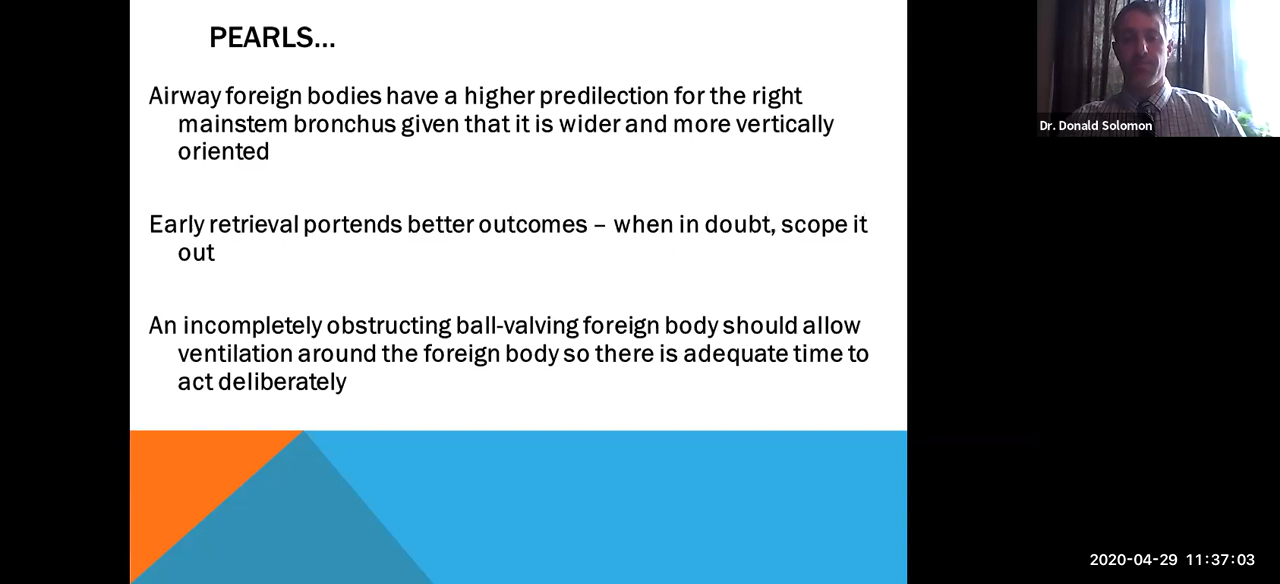 PEARLS...
Airway foreign bodies have a higher predilection for the right
mainstem bronchus given that it is wider and more vertically
oriented
Early retrieval portends better outcomes – when in doubt, scope it
out
An incompletely obstructing ball-valving foreign body should allow
ventilation around the foreign body so there is adequate time to
act deliberately
Dr. Donald Solomon
2020-04-29 11:37:03